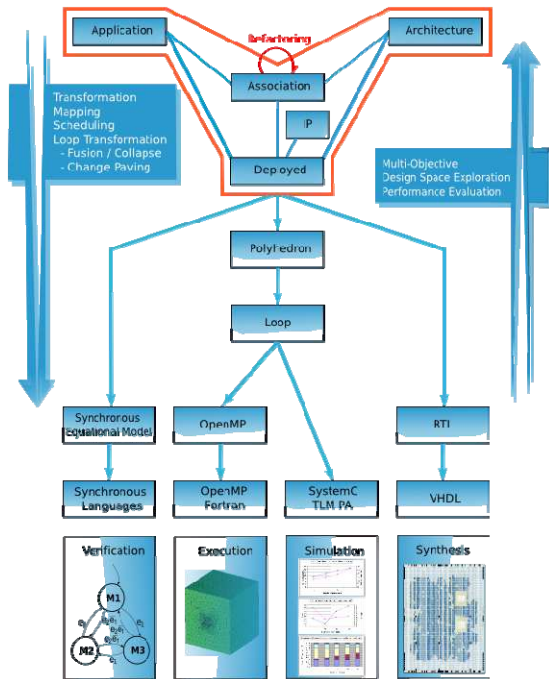 Application
Refactoring
Architecture
Association
IP
Deployed
Transformation
Mapping
Scheduling
Loop Transformation
- Fusion / Collapse
- Change Paving
Multi-Objective
Design Space Exploration
Performance Evaluation
Polyhedron
Loop
Synchronous
Equational Model
OpenMP
RTL
Synchronous
Languages
OpenMP
Fortran
SystemC
TLM PA
VHDL
Verification
Execution
Simulation
Synthesis
M1
M2
M3